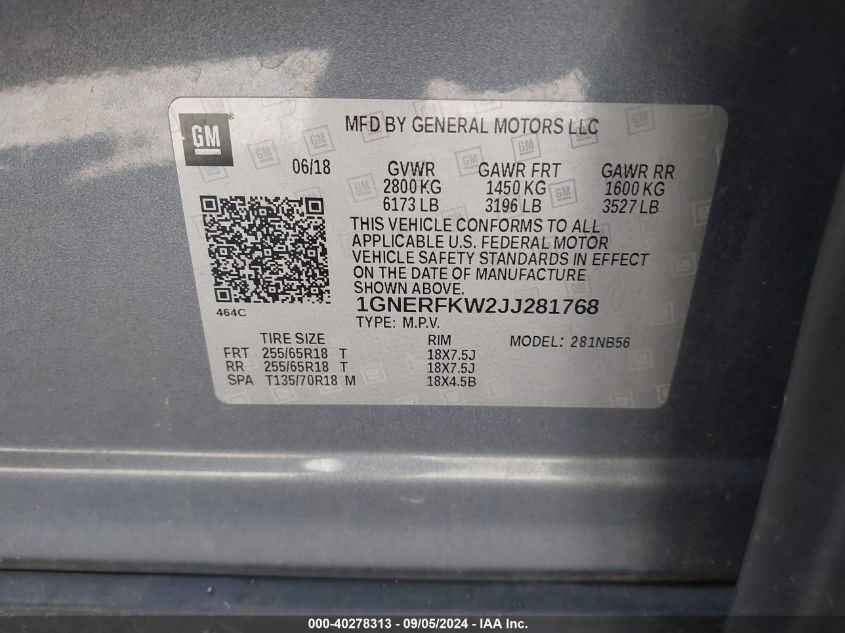 GM
MFD BY GENERAL MOTORS LLC
06/18 GVWR GAWR FRT GAWR RR
2800 KG 1450 KG 1600 KG
6173 LB 3196 LB 3527 LB
THIS VEHICLE CONFORMS TO ALL
APPLICABLE U.S. FEDERAL MOTOR
VEHICLE SAFETY STANDARDS IN EFFECT
ON THE DATE OF MANUFACTURE
SHOWN ABOVE.
464C
1GNERFKW2JJ281768
TYPE: M.P.V.
TIRE SIZE RIM MODEL: 281NB56
FRT 255/65R18 T 18X7.5J
RR 255/65R18 T 18X7.5J
SPA T135/70R18 M 18X4.5B
000-40278313 - 09/05/2024 - IAAI.com